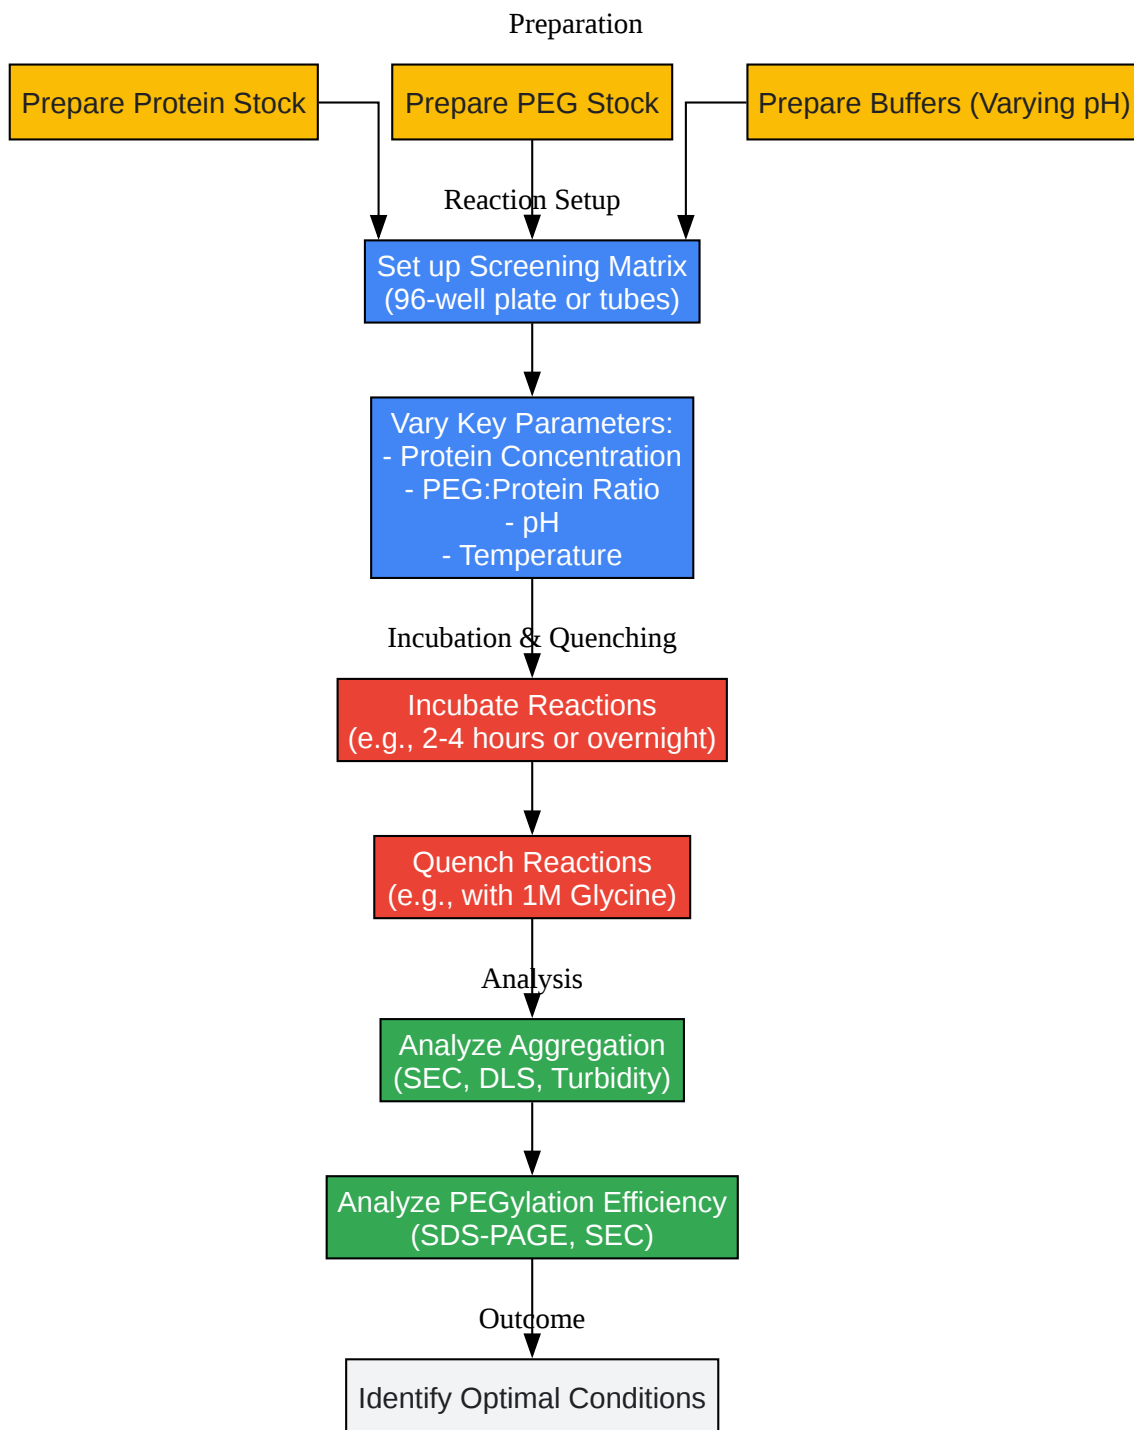 Preparation
Prepare Protein Stock
Prepare PEG Stock
Prepare Buffers (Varying pH)
Reaction Setup
Set up Screening Matrix
(96-well plate or tubes)
Vary Key Parameters:
- Protein Concentration
- PEG:Protein Ratio
- pH
- Temperature
Incubation & Quenching
Incubate Reactions
(e.g., 2-4 hours or overnight)
Quench Reactions
(e.g., with 1M Glycine)
Analysis
Analyze Aggregation
(SEC, DLS, Turbidity)
Analyze PEGylation Efficiency
(SDS-PAGE, SEC)
Outcome
Identify Optimal Conditions